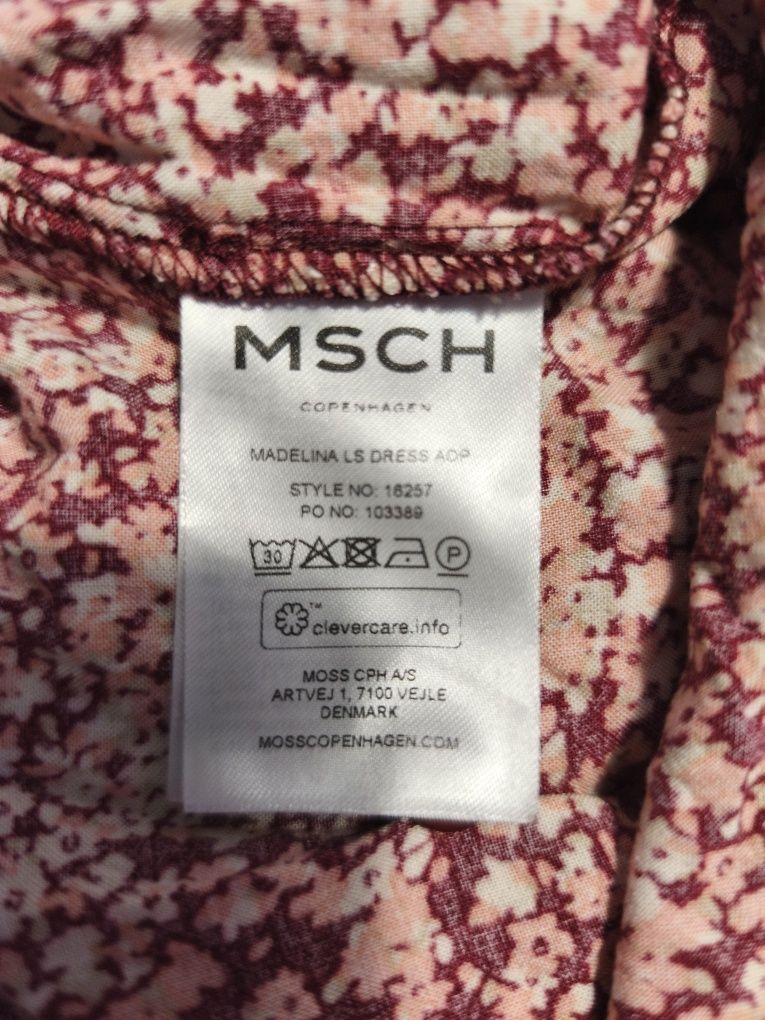 MSCH
COPENHAGEN
MADELINA LS DRESS AOP
STYLE NO: 16257
PO NO: 103389
30 P
™
clevercare.info
MOSS CPH A/S
ARTVEJ 1, 7100 VEJLE
DENMARK
MOSSCOPENHAGEN.COM